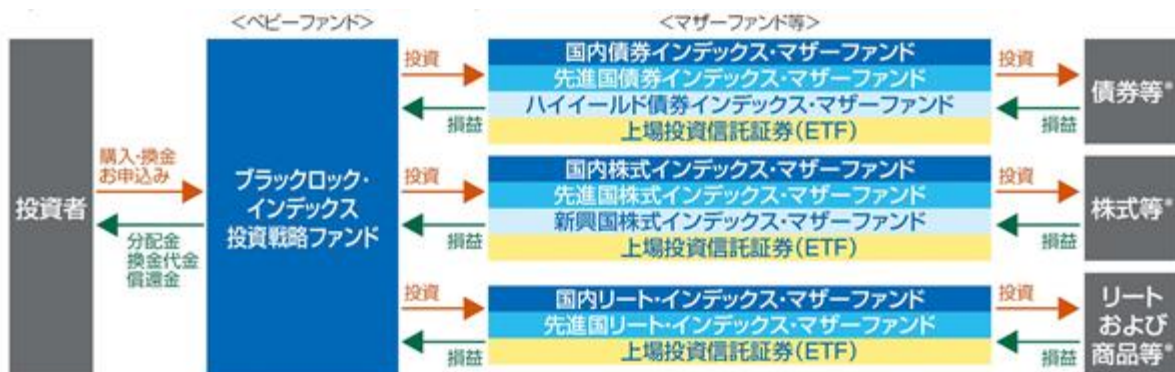 ＜ベビーファンド＞
＜マザーファンド等＞
投資者
購入・換金
お申込み
分配金
換金代金
償還金
ブラックロック・
インデックス
投資戦略ファンド
投資
損益
国内債券インデックス・マザーファンド
先進国債券インデックス・マザーファンド
ハイイールド債券インデックス・マザーファンド
上場投資信託証券(ETF)
投資
損益
債券等*
投資
損益
国内株式インデックス・マザーファンド
先進国株式インデックス・マザーファンド
新興国株式インデックス・マザーファンド
上場投資信託証券(ETF)
投資
損益
株式等*
投資
損益
国内リート・インデックス・マザーファンド
先進国リート・インデックス・マザーファンド
上場投資信託証券(ETF)
投資
損益
リート
および
商品等*